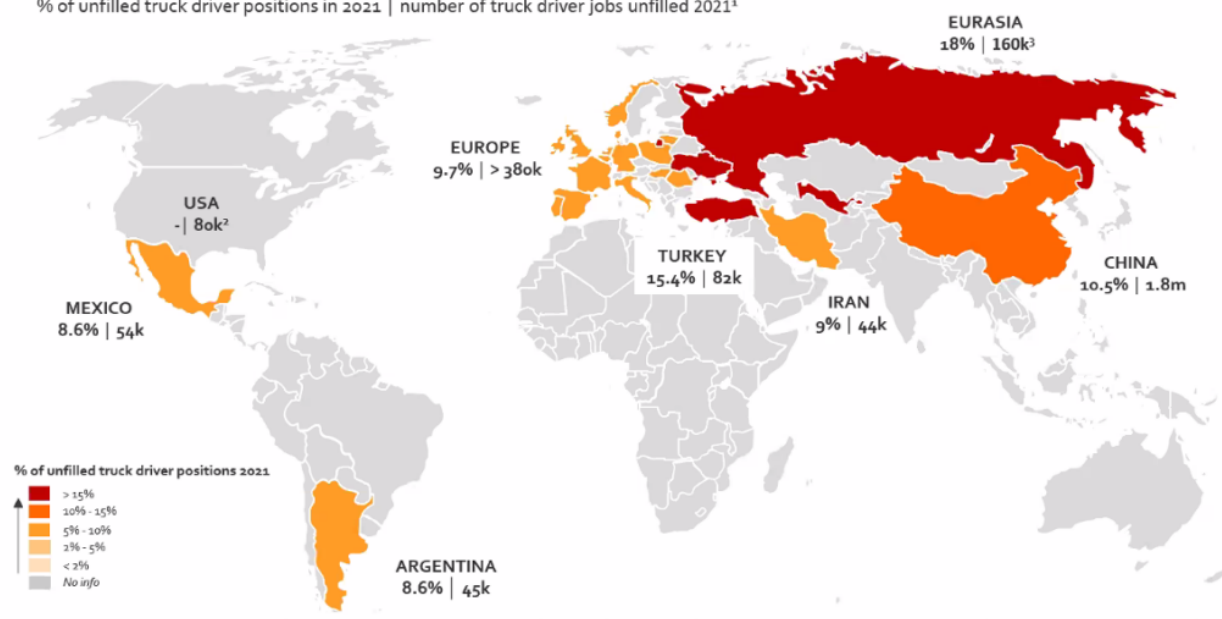 % of unfilled truck driver positions in 2021 | number of truck driver jobs unfilled 2021¹
EURASIA
18% | 160k³
EUROPE
9.7% | > 380k
USA
-| 80k²
TURKEY
15.4% | 82k
CHINA
10.5% | 1.8m
IRAN
9% | 44k
MEXICO
8.6% | 54k
% of unfilled truck driver positions 2021
> 15%
10% - 15%
5% - 10%
2% - 5%
< 2%
No info
ARGENTINA
8.6% | 45k